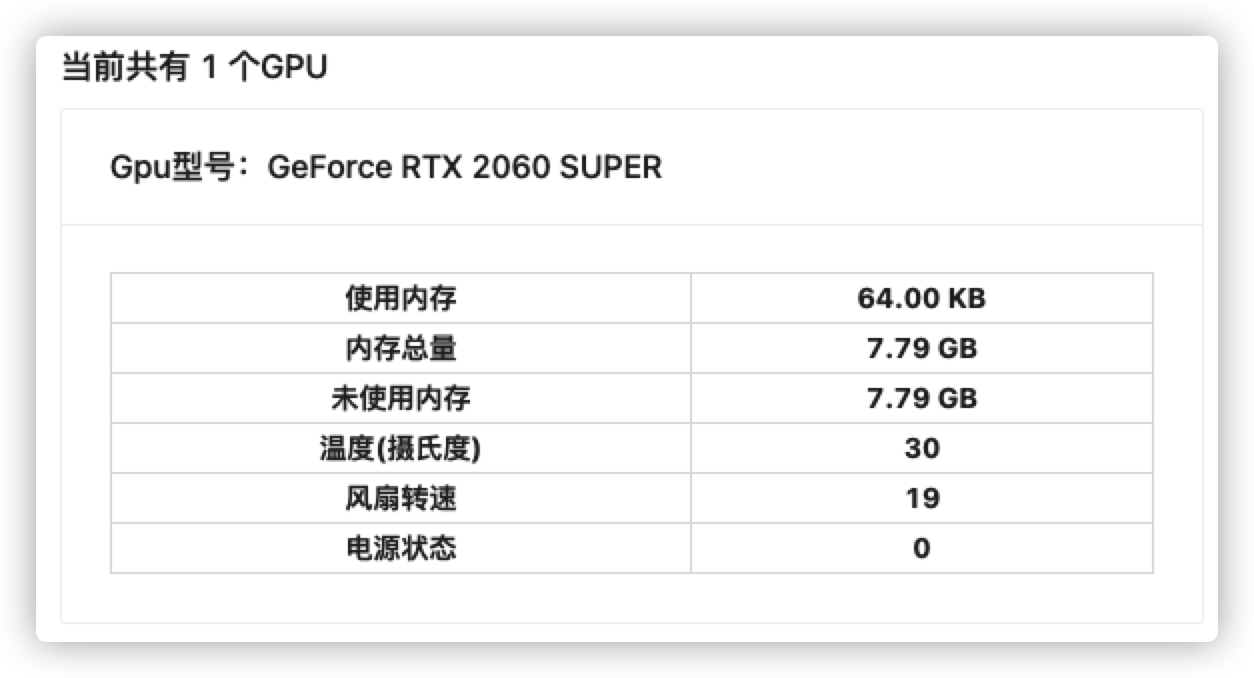 当前共有 1 个GPU
Gpu型号：GeForce RTX 2060 SUPER
使用内存 64.00 KB
内存总量 7.79 GB
未使用内存 7.79 GB
温度(摄氏度) 30
风扇转速 19
电源状态 0